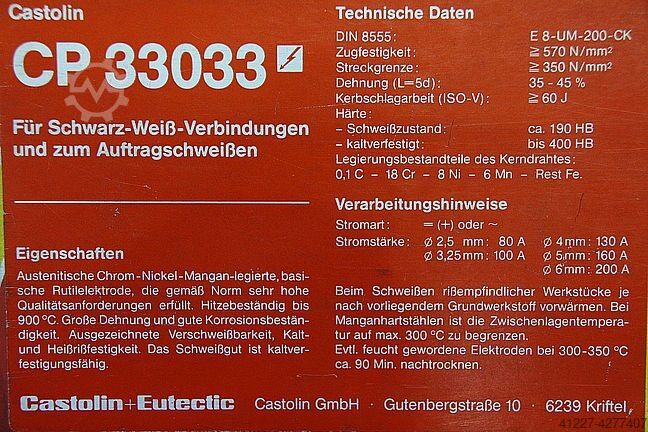 Castolin
CP 33033
Für Schwarz-Weiß-Verbindungen
und zum Auftragschweißen
Eigenschaften
Austenitische Chrom-Nickel-Mangan-legierte, basi-
sche Rutilelektrode, die gemäß Norm sehr hohe
Qualitätsanforderungen erfüllt. Hitzebeständig bis
900 °C. Große Dehnung und gute Korrosionsbestän-
digkeit. Ausgezeichnete Verschweißbarkeit, Kalt-
und Heißrißfestigkeit. Das Schweißgut ist kaltver-
festigungsfähig.
Technische Daten
DIN 8555: E 8-UM-200-CK
Zugfestigkeit: ≧ 570 N/mm²
Streckgrenze: ≧ 350 N/mm²
Dehnung (L=5d): 35 - 45 %
Kerbschlagarbeit (ISO-V): ≧ 60 J
Härte:
- Schweißzustand: ca. 190 HB
- kaltverfestigt: bis 400 HB
Legierungsbestandteile des Kerndrahtes:
0,1 C - 18 Cr - 8 Ni - 6 Mn - Rest Fe.
Verarbeitungshinweise
Stromart: = (+) oder ~
Stromstärke: ∅ 2,5 mm: 80 A ∅ 4 mm: 130 A
∅ 3,25 mm: 100 A ∅ 5 mm: 160 A
∅ 6 mm: 200 A
Beim Schweißen rißempfindlicher Werkstücke je
nach vorliegendem Grundwerkstoff vorwärmen. Bei
Manganhartstählen ist die Zwischenlagentempera-
tur auf max. 300 °C zu begrenzen.
Evtl. feucht gewordene Elektroden bei 300-350 °C
ca. 90 Min. nachtrocknen.
Castolin+Eutectic Castolin GmbH · Gutenbergstraße 10 · 6239 Kriftel
41227-4277407